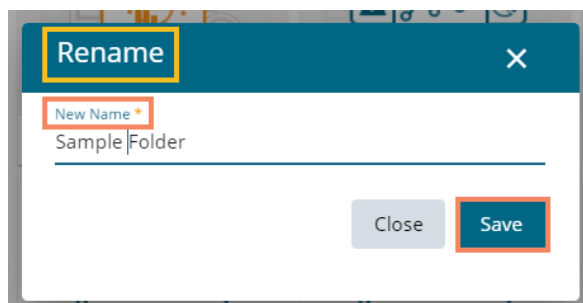 Rename
New Name *
Sample Folder
Close
Save